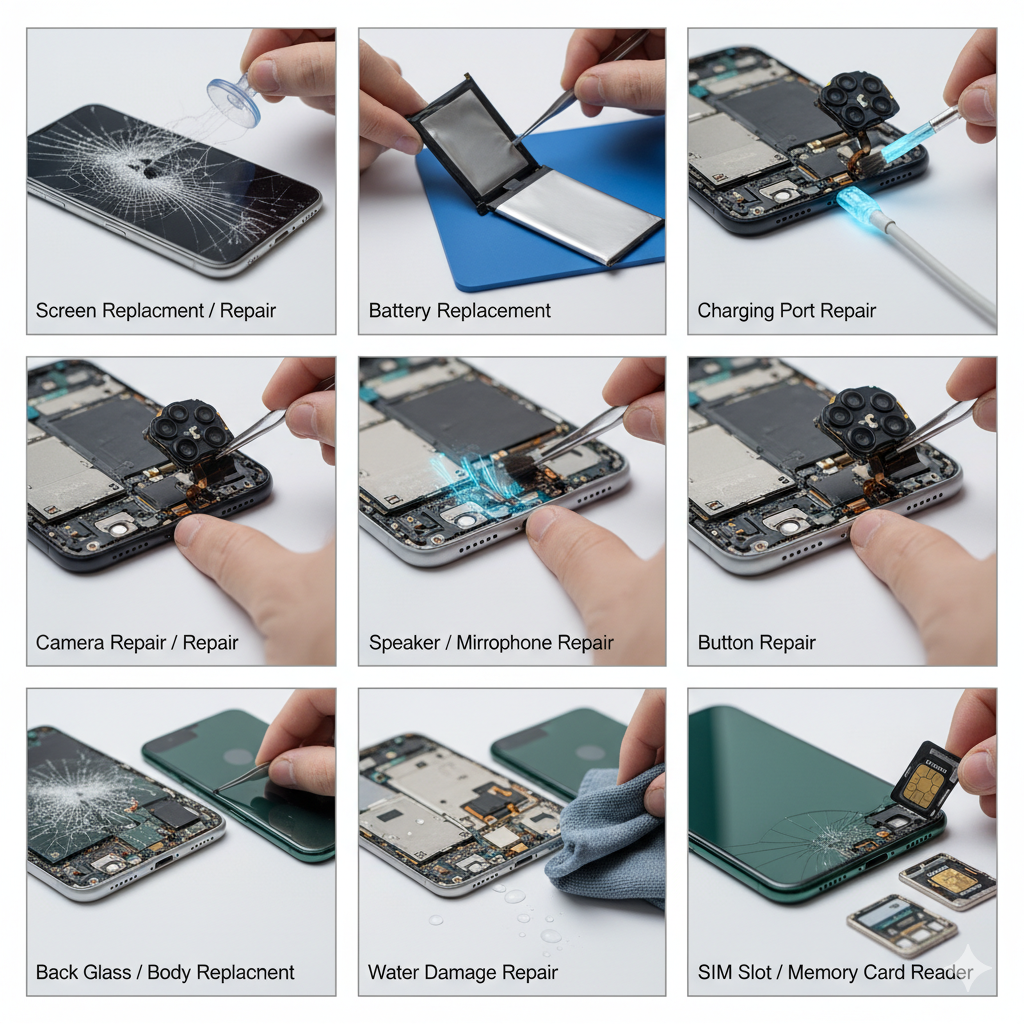 Screen Replacment / Repair
Battery Replacement
Charging Port Repair
Camera Repair / Repair
Speaker / Mirrophone Repair
Button Repair
Back Glass / Body Replacnent
Water Damage Repair
SIM Slot / Memory Card Reader